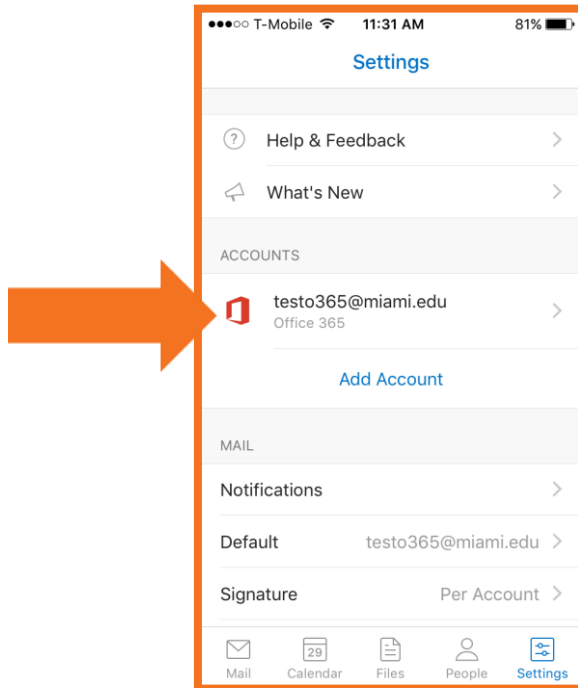 T-Mobile 11:31 AM 81%
Settings
Help & Feedback
What's New
ACCOUNTS
testo365@miami.edu
Office 365
Add Account
MAIL
Notifications
Default testo365@miami.edu
Signature Per Account
29
Mail Calendar Files People Settings